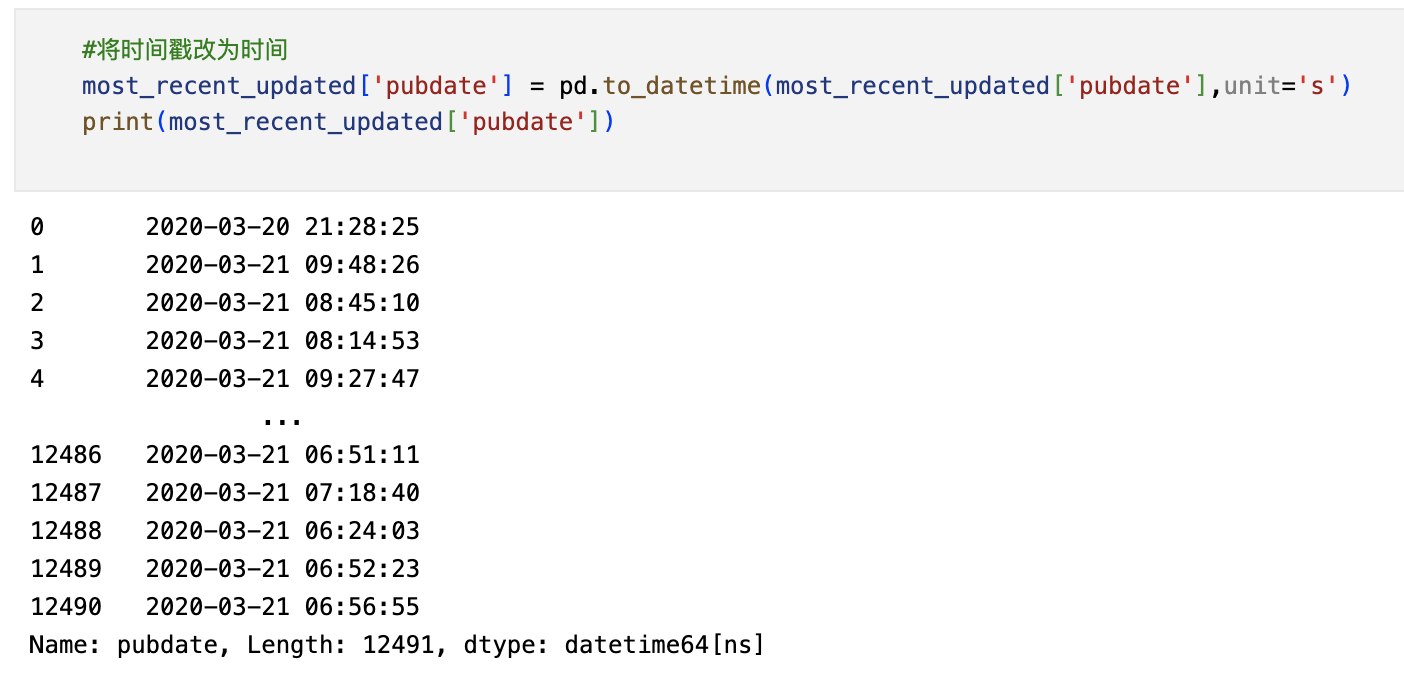 #将时间戳改为时间
most_recent_updated['pubdate'] = pd.to_datetime(most_recent_updated['pubdate'],unit='s')
print(most_recent_updated['pubdate'])
0       2020-03-20 21:28:25
1       2020-03-21 09:48:26
2       2020-03-21 08:45:10
3       2020-03-21 08:14:53
4       2020-03-21 09:27:47
...
12486   2020-03-21 06:51:11
12487   2020-03-21 07:18:40
12488   2020-03-21 06:24:03
12489   2020-03-21 06:52:23
12490   2020-03-21 06:56:55
Name: pubdate, Length: 12491, dtype: datetime64[ns]